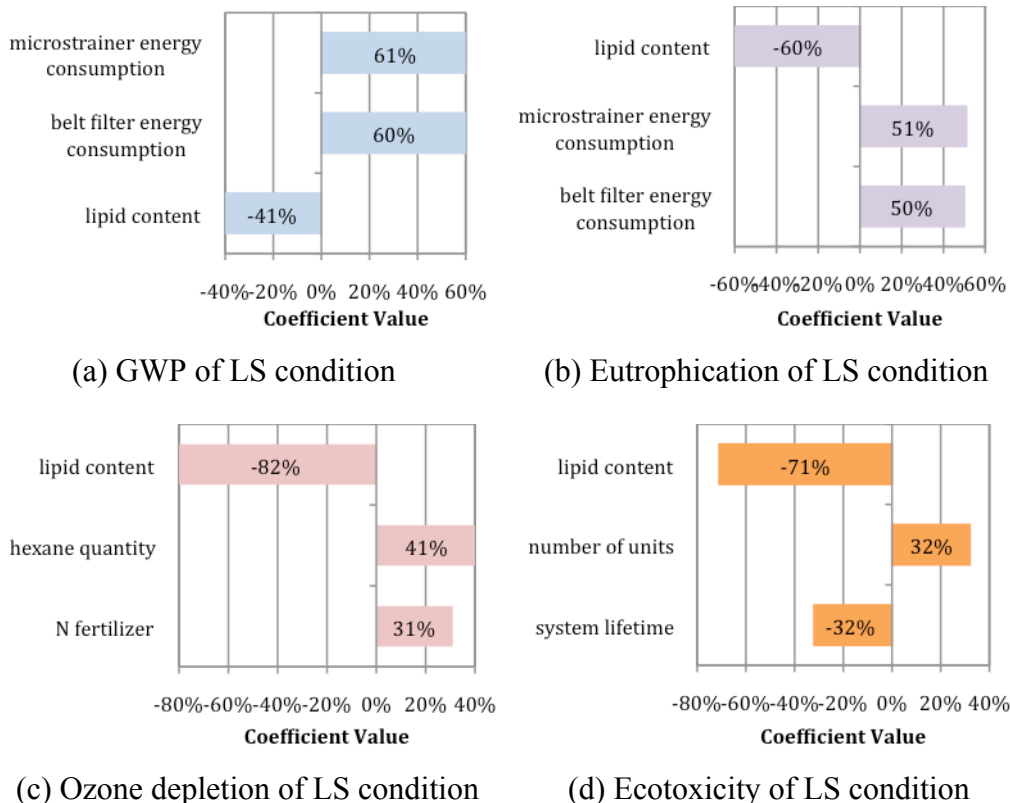 microstrainer energy
consumption
61%
belt filter energy
consumption
60%
lipid content
-41%
-40%-20% 0% 20% 40% 60%
Coefficient Value
(a) GWP of LS condition
lipid content
-60%
microstrainer energy
consumption
51%
belt filter energy
consumption
50%
-60%-40%-20% 0% 20% 40% 60%
Coefficient Value
(b) Eutrophication of LS condition
lipid content
-82%
hexane quantity
41%
N fertilizer
31%
-80%-60%-40%-20% 0% 20% 40%
Coefficient Value
(c) Ozone depletion of LS condition
lipid content
-71%
number of units
32%
system lifetime
-32%
-80%-60%-40%-20% 0% 20% 40%
Coefficient Value
(d) Ecotoxicity of LS condition